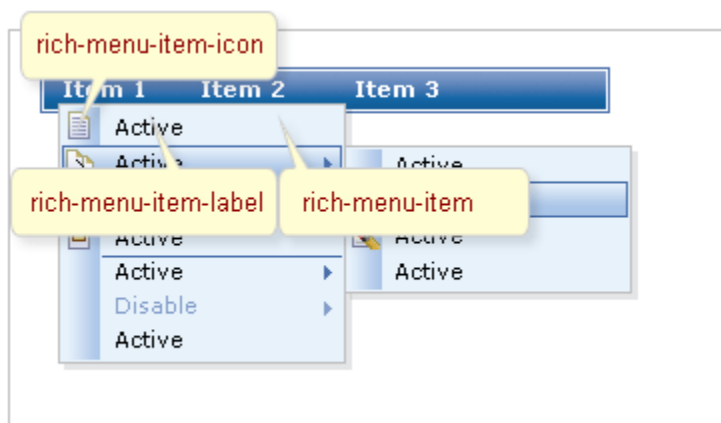 rich-menu-item-icon
Item 1 Item 2 Item 3
Active
Active Active
rich-menu-item-label rich-menu-item
Active Active
Active Active
Disable
Active